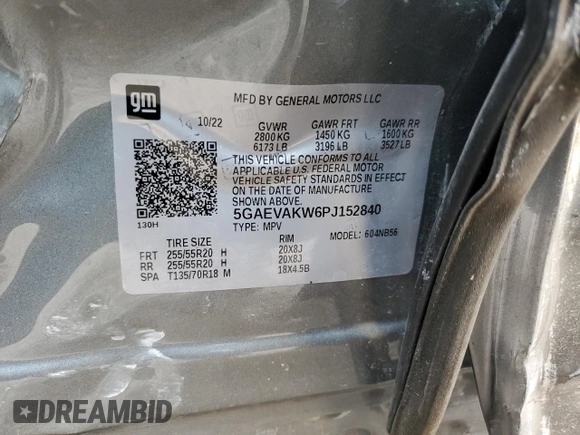 gm
MFD BY GENERAL MOTORS LLC
10/22
GVWR GAWR FRT GAWR RR
2800 KG 1450 KG 1600 KG
6173 LB 3196 LB 3527 LB
THIS VEHICLE CONFORMS TO ALL
APPLICABLE U.S. FEDERAL MOTOR
VEHICLE SAFETY STANDARDS IN EFFECT
ON THE DATE OF MANUFACTURE
SHOWN ABOVE.
5GAEVAKW6PJ152840
130H
TYPE: MPV
MODEL: 604NB56
TIRE SIZE RIM
FRT 255/55R20 H 20X8J
RR 255/55R20 H 20X8J
SPA T135/70R18 M 18X4.5B
DREAMBID